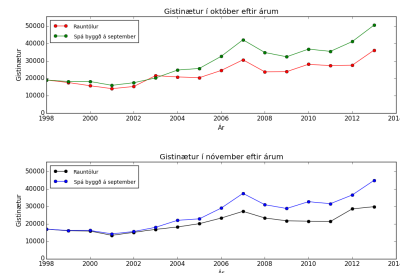 Gistinætur í október eftir árum
Rauntölur
Spá byggð á september
Gistinætur
50000
40000
30000
20000
10000
0
1998 2000 2002 2004 2006 2008 2010 2012 2014
Ár
Gistinætur í nóvember eftir árum
Rauntölur
Spá byggð á september
Gistinætur
50000
40000
30000
20000
10000
0
1998 2000 2002 2004 2006 2008 2010 2012 2014
Ár